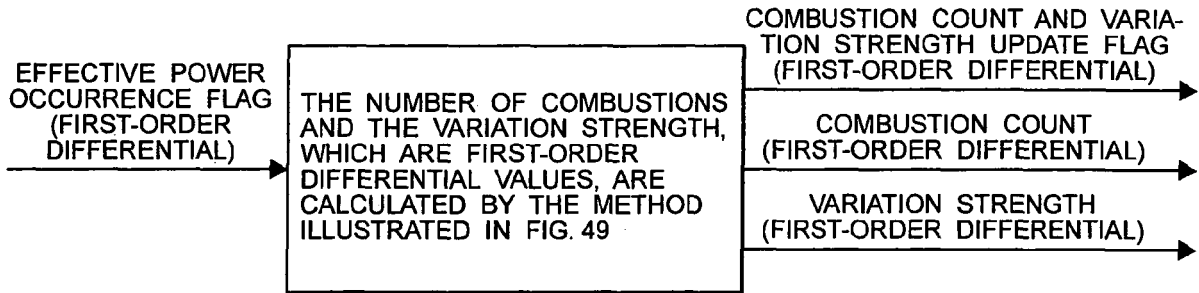 EFFECTIVE POWER
OCCURRENCE FLAG
(FIRST-ORDER
DIFFERENTIAL)
THE NUMBER OF COMBUSTIONS
AND THE VARIATION STRENGTH,
WHICH ARE FIRST-ORDER
DIFFERENTIAL VALUES, ARE
CALCULATED BY THE METHOD
ILLUSTRATED IN FIG. 49
COMBUSTION COUNT AND VARIA-
TION STRENGTH UPDATE FLAG
(FIRST-ORDER DIFFERENTIAL)
COMBUSTION COUNT
(FIRST-ORDER DIFFERENTIAL)
VARIATION STRENGTH
(FIRST-ORDER DIFFERENTIAL)